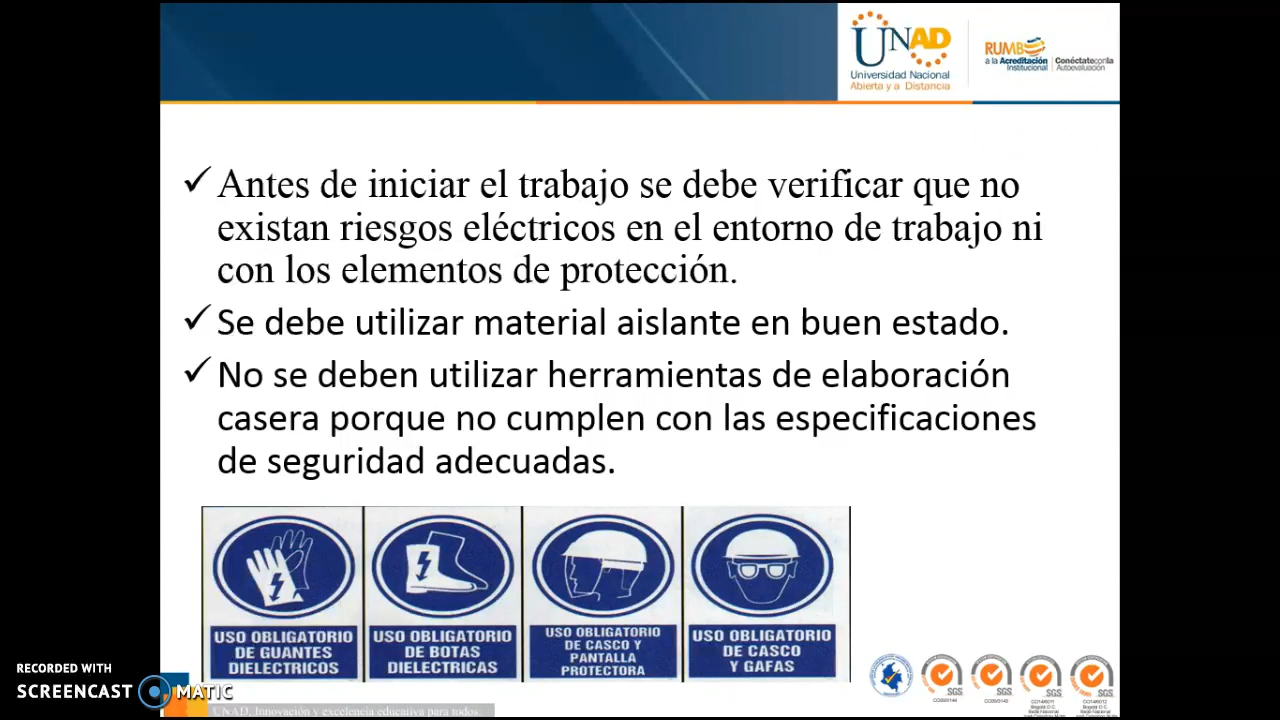 UNAD
Universidad Nacional
Abierta y a Distancia
RUMBO
a la Acreditación
Institucional
Conéctate con la
Autoevaluación
Antes de iniciar el trabajo se debe verificar que no
existan riesgos eléctricos en el entorno de trabajo ni
con los elementos de protección.
Se debe utilizar material aislante en buen estado.
No se deben utilizar herramientas de elaboración
casera porque no cumplen con las especificaciones
de seguridad adecuadas.
USO OBLIGATORIO
DE GUANTES
DIELECTRICOS
USO OBLIGATORIO
DE BOTAS
DIELECTRICAS
USO OBLIGATORIO
DE CASCO Y
PANTALLA
PROTECTORA
USO OBLIGATORIO
DE CASCO
Y GAFAS
RECORDED WITH
SCREENCAST MATIC
UNAD, Innovación y excelencia educativa para todos
SGS
SGS
SGS
SGS